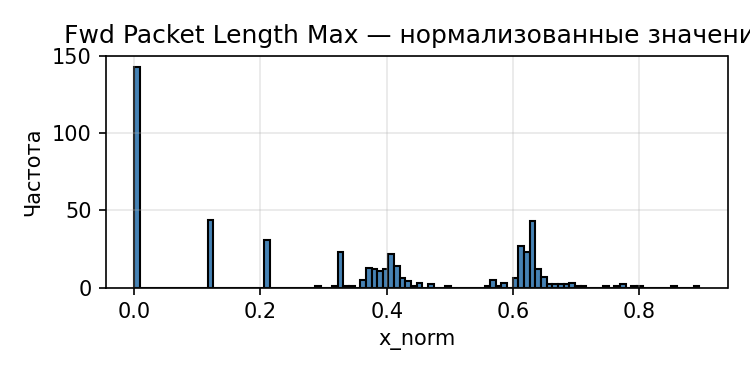 Fwd Packet Length Max — нормализованные значени
150
100
50
0
Частота
0.0 0.2 0.4 0.6 0.8
x_norm